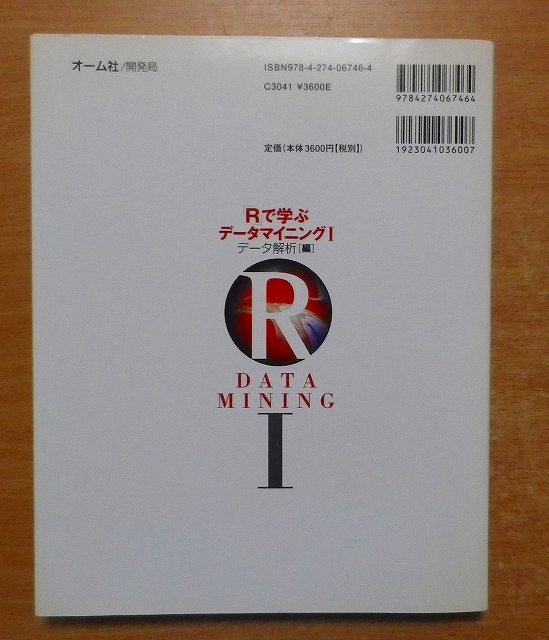 オーム社/開発局
ISBN978-4-274-06746-4
C3041 ¥3600E
定価(本体3600円【税別】)
9784274067464
1923041036007
Rで学ぶ
データマイニングI
データ解析[編]
R
DATA
MINING
I